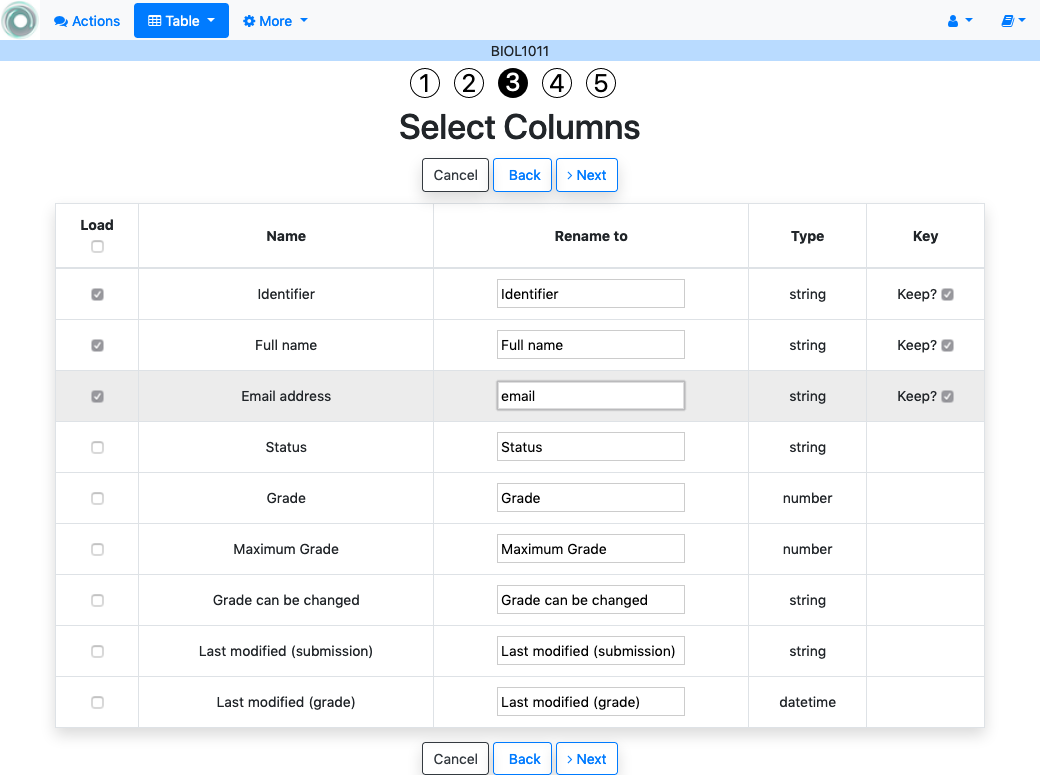 Actions Table More
BIOL1011
1 2 3 4 5
Select Columns
Cancel Back Next
Load Name Rename to Type Key
Identifier Identifier string Keep?
Full name Full name string Keep?
Email address email string Keep?
Status Status string
Grade Grade number
Maximum Grade Maximum Grade number
Grade can be changed Grade can be changed string
Last modified (submission) Last modified (submission) string
Last modified (grade) Last modified (grade) datetime
Cancel Back Next